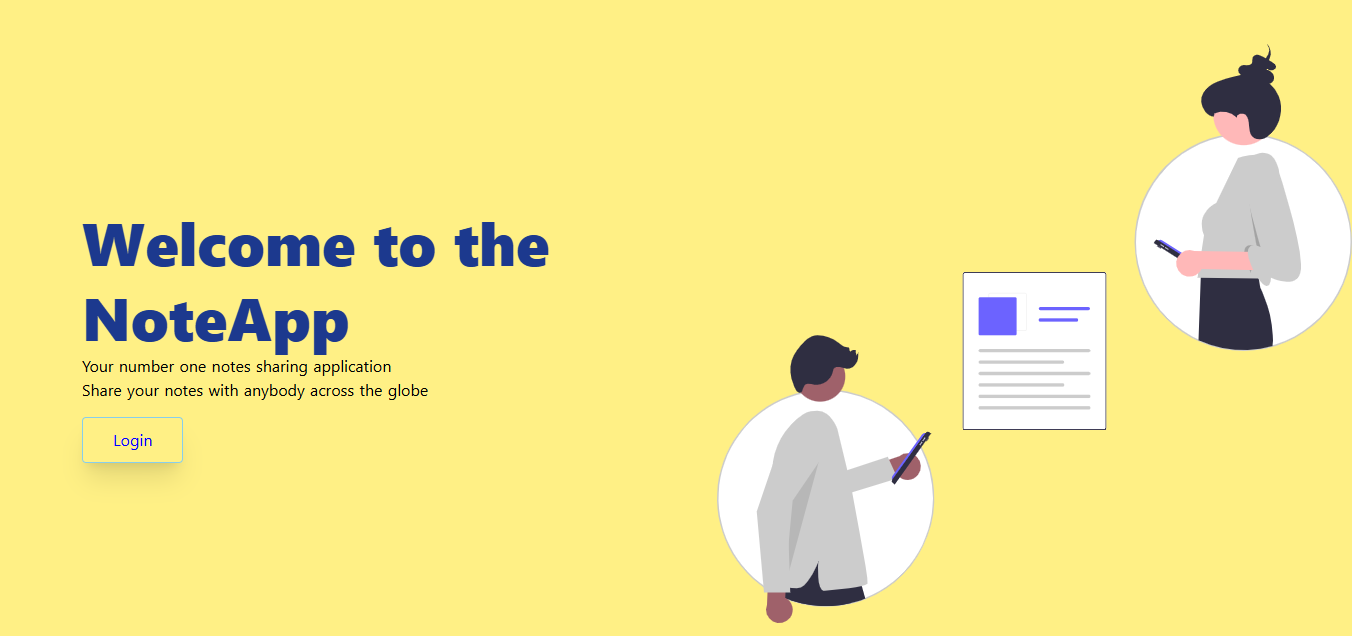 Welcome to the
NoteApp
Your number one notes sharing application
Share your notes with anybody across the globe
Login